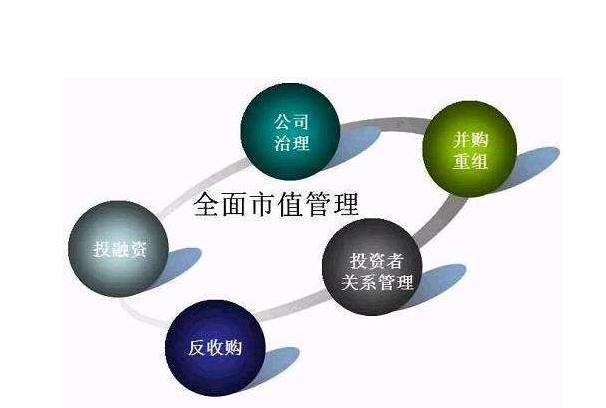 公司
治理
并购
重组
全面市值管理
投融资
投资者
关系管理
反收购